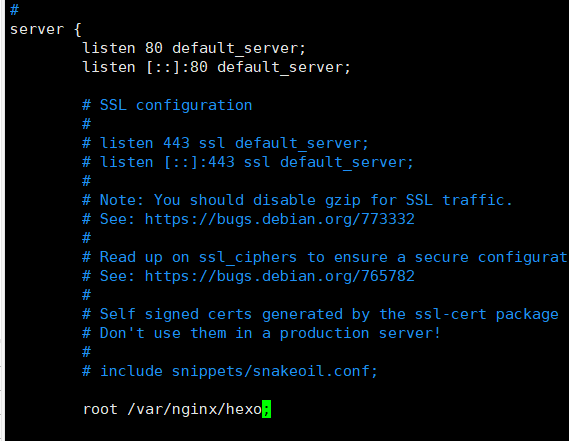 #
server {
listen 80 default_server;
listen [::]:80 default_server;
# SSL configuration
#
# listen 443 ssl default_server;
# listen [::]:443 ssl default_server;
#
# Note: You should disable gzip for SSL traffic.
# See: https://bugs.debian.org/773332
#
# Read up on ssl_ciphers to ensure a secure configurat
# See: https://bugs.debian.org/765782
#
# Self signed certs generated by the ssl-cert package
# Don't use them in a production server!
#
# include snippets/snakeoil.conf;
root /var/nginx/hexo;